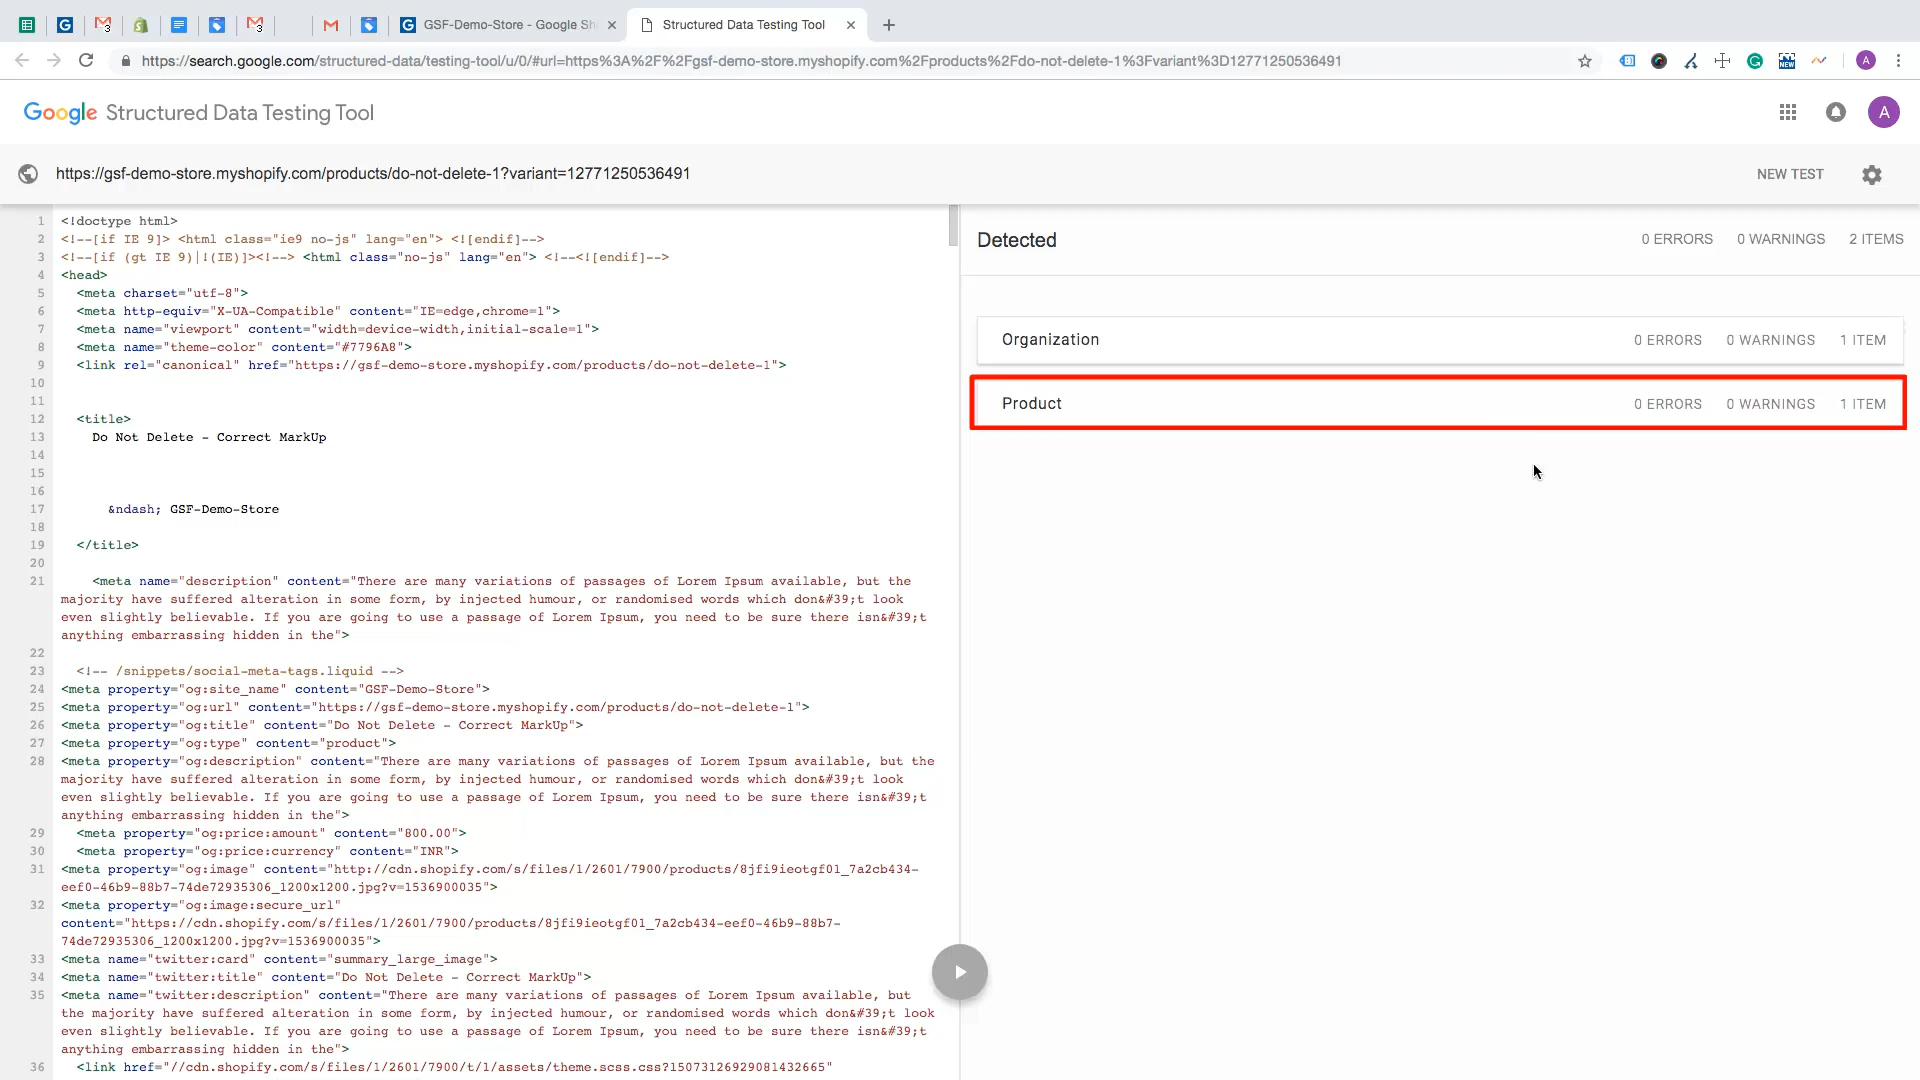 GSF-Demo-Store - Google Sh
Structured Data Testing Tool
https://search.google.com/structured-data/testing-tool/u/0/#url=https%3A%2F%2Fgsf-demo-store.myshopify.com%2Fproducts%2Fdo-not-delete-1%3Fvariant%3D12771250536491
Google Structured Data Testing Tool
A
https://gsf-demo-store.myshopify.com/products/do-not-delete-1?variant=12771250536491
NEW TEST
1 <!doctype html>
2 <!--[if IE 9]> <html class="ie9 no-js" lang="en"> <![endif]-->
3 <!--[if (gt IE 9)|!(IE)]><!--> <html class="no-js" lang="en"> <!--<![endif]-->
4 <head>
5 <meta charset="utf-8">
6 <meta http-equiv="X-UA-Compatible" content="IE=edge,chrome=1">
7 <meta name="viewport" content="width=device-width,initial-scale=1">
8 <meta name="theme-color" content="#7796A8">
9 <link rel="canonical" href="https://gsf-demo-store.myshopify.com/products/do-not-delete-1">
10
11
12 <title>
13 Do Not Delete - Correct MarkUp
14
15
16
17 &ndash; GSF-Demo-Store
18
19 </title>
20
21 <meta name="description" content="There are many variations of passages of Lorem Ipsum available, but the
majority have suffered alteration in some form, by injected humour, or randomised words which don&#39;t look
even slightly believable. If you are going to use a passage of Lorem Ipsum, you need to be sure there isn&#39;t
anything embarrassing hidden in the">
22
23 <!-- /snippets/social-meta-tags.liquid -->
24 <meta property="og:site_name" content="GSF-Demo-Store">
25 <meta property="og:url" content="https://gsf-demo-store.myshopify.com/products/do-not-delete-1">
26 <meta property="og:title" content="Do Not Delete - Correct MarkUp">
27 <meta property="og:type" content="product">
28 <meta property="og:description" content="There are many variations of passages of Lorem Ipsum available, but the
majority have suffered alteration in some form, by injected humour, or randomised words which don&#39;t look
even slightly believable. If you are going to use a passage of Lorem Ipsum, you need to be sure there isn&#39;t
anything embarrassing hidden in the">
29 <meta property="og:price:amount" content="800.00">
30 <meta property="og:price:currency" content="INR">
31 <meta property="og:image" content="http://cdn.shopify.com/s/files/1/2601/7900/products/8jfi9ieotgf01_7a2cb434-
eef0-46b9-88b7-74de72935306_1200x1200.jpg?v=1536900035">
32 <meta property="og:image:secure_url"
content="https://cdn.shopify.com/s/files/1/2601/7900/products/8jfi9ieotgf01_7a2cb434-eef0-46b9-88b7-
74de72935306_1200x1200.jpg?v=1536900035">
33 <meta name="twitter:card" content="summary_large_image">
34 <meta name="twitter:title" content="Do Not Delete - Correct MarkUp">
35 <meta name="twitter:description" content="There are many variations of passages of Lorem Ipsum available, but
the majority have suffered alteration in some form, by injected humour, or randomised words which don&#39;t look
even slightly believable. If you are going to use a passage of Lorem Ipsum, you need to be sure there isn&#39;t
anything embarrassing hidden in the">
36 <link href="//cdn.shopify.com/s/files/1/2601/7900/t/1/assets/theme.scss.css?15073126929081432665"
Detected 0 ERRORS 0 WARNINGS 2 ITEMS
Organization 0 ERRORS 0 WARNINGS 1 ITEM
Product 0 ERRORS 0 WARNINGS 1 ITEM